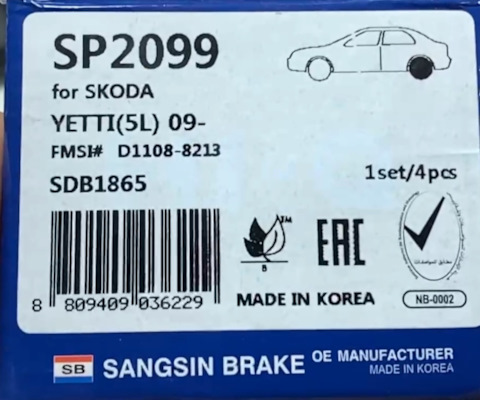 SP2099
for SKODA
YETTI(5L) 09-
FMSI# D1108-8213
SDB1865
1set/4pcs
TM
B
EAC
8 809409 036229
MADE IN KOREA
NB-0002
SB SANGSIN BRAKE OE MANUFACTURER
MADE IN KOREA